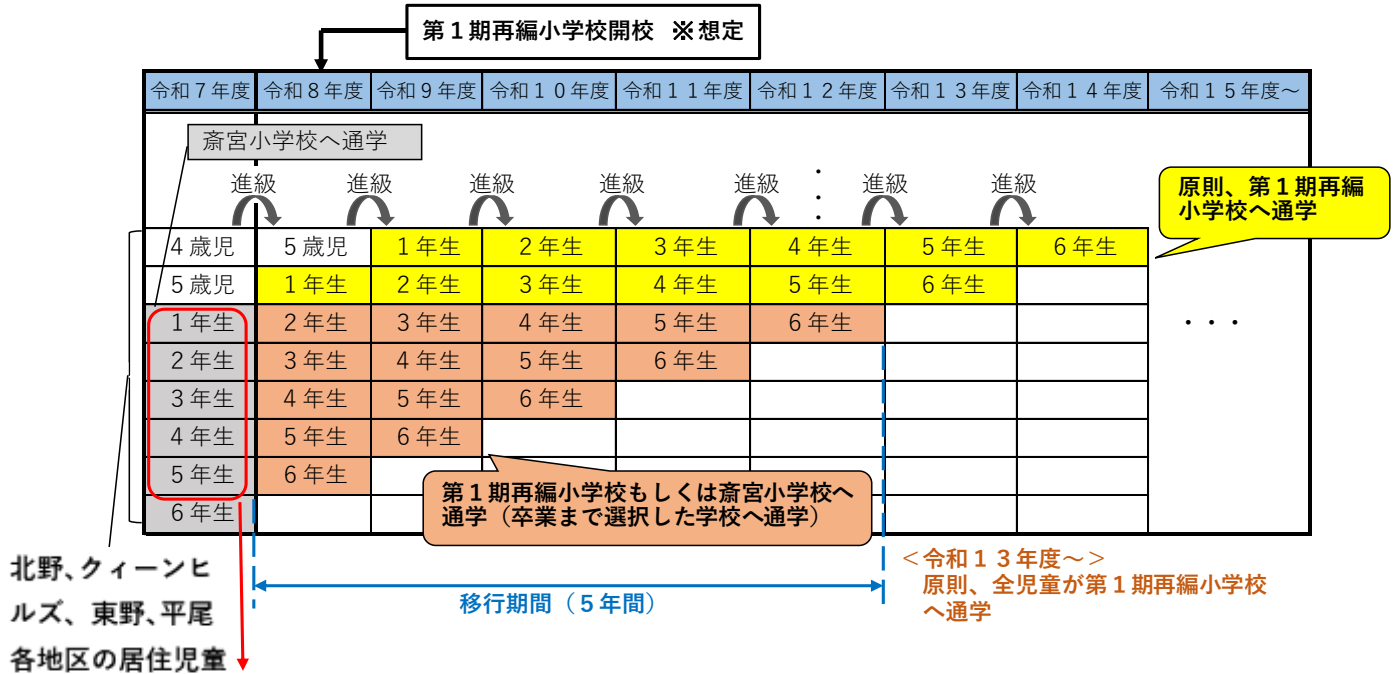 第１期再編小学校開校 ※想定
令和７年度 令和８年度 令和９年度 令和１０年度 令和１１年度 令和１２年度 令和１３年度 令和１４年度 令和１５年度～
斎宮小学校へ通学
進級 進級 進級 進級 進級 進級 進級
原則、第１期再編
小学校へ通学
４歳児 ５歳児 １年生 ２年生 ３年生 ４年生 ５年生 ６年生
５歳児 １年生 ２年生 ３年生 ４年生 ５年生 ６年生
１年生 ２年生 ３年生 ４年生 ５年生 ６年生 ・・・
２年生 ３年生 ４年生 ５年生 ６年生
３年生 ４年生 ５年生 ６年生
４年生 ５年生 ６年生
５年生 ６年生
６年生
第１期再編小学校もしくは斎宮小学校へ
通学（卒業まで選択した学校へ通学）
北野、クィーンヒ
ルズ、東野、平尾
各地区の居住児童
移行期間（５年間）
＜令和１３年度～＞
原則、全児童が第１期再編小学校
へ通学